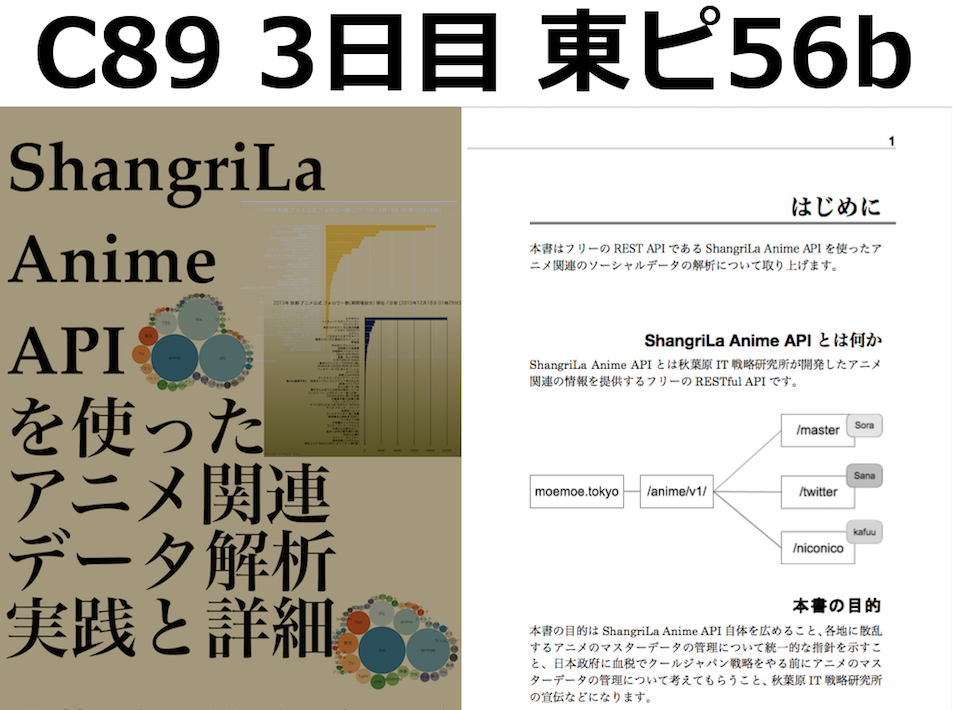 C89 3日目 東ピ56b
ShangriLa
Anime
API
を使った
アニメ関連
データ解析
実践と詳細
1
はじめに
本書はフリーの REST API である ShangriLa Anime API を使ったア
ニメ関連のソーシャルデータの解析について取り上げます。
ShangriLa Anime API とは何か
ShangriLa Anime API とは秋葉原 IT 戦略研究所が開発したアニメ
関連の情報を提供するフリーの RESTful API です。
moemoe.tokyo
/anime/v1/
/master
Sora
/twitter
Sana
/niconico
kafuu
本書の目的
本書の目的は ShangriLa Anime API 自体を広めること、各地に散乱
するアニメのマスターデータの管理について統一的な指針を示すこ
と、日本政府に血税でクールジャパン戦略をやる前にアニメのマス
ターデータの管理について考えてもらうこと、秋葉原 IT 戦略研究所
の宣伝などになります。